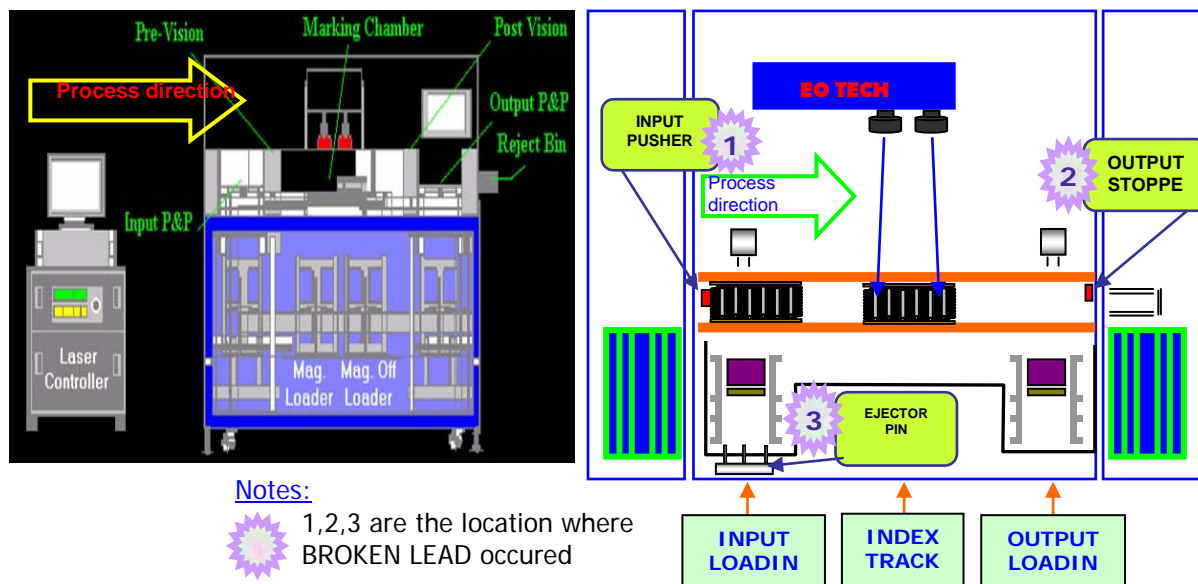 Pre-Vision
Marking Chamber
Post Vision
Process direction
Output P&P
Reject Bin
Input P&P
Laser
Controller
Mag.
Loader
Mag. Off
Loader
EO TECH
INPUT
PUSHER
1
2
OUTPUT
STOPPE
Process
direction
3
EJECTOR
PIN
Notes:
1,2,3 are the location where
BROKEN LEAD occured
INPUT
LOADIN
INDEX
TRACK
OUTPUT
LOADIN